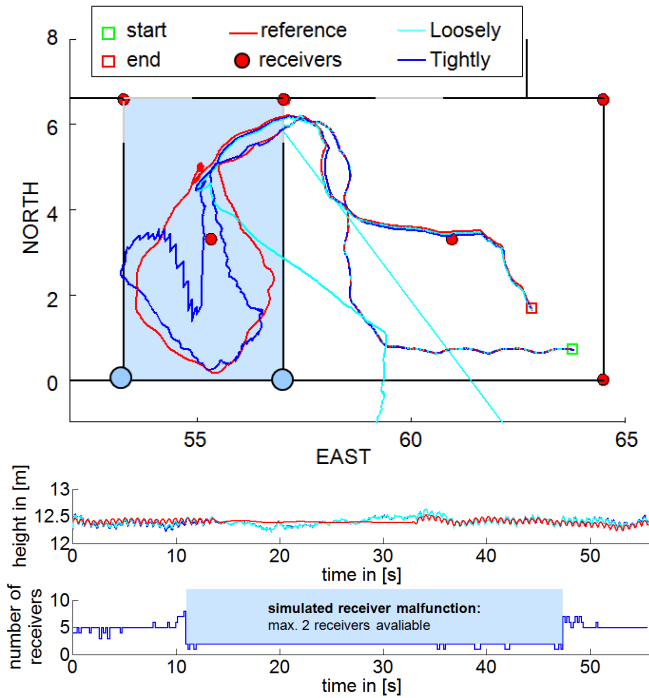 start reference Loosely
end receivers Tightly
8
6
4
2
0
NORTH
55 60 65
EAST
13
12.5
12
height in [m]
0 10 20 30 40 50
time in [s]
10
5
0
number of
receivers
simulated receiver malfunction:
max. 2 receivers avaliable
0 10 20 30 40 50
time in [s]